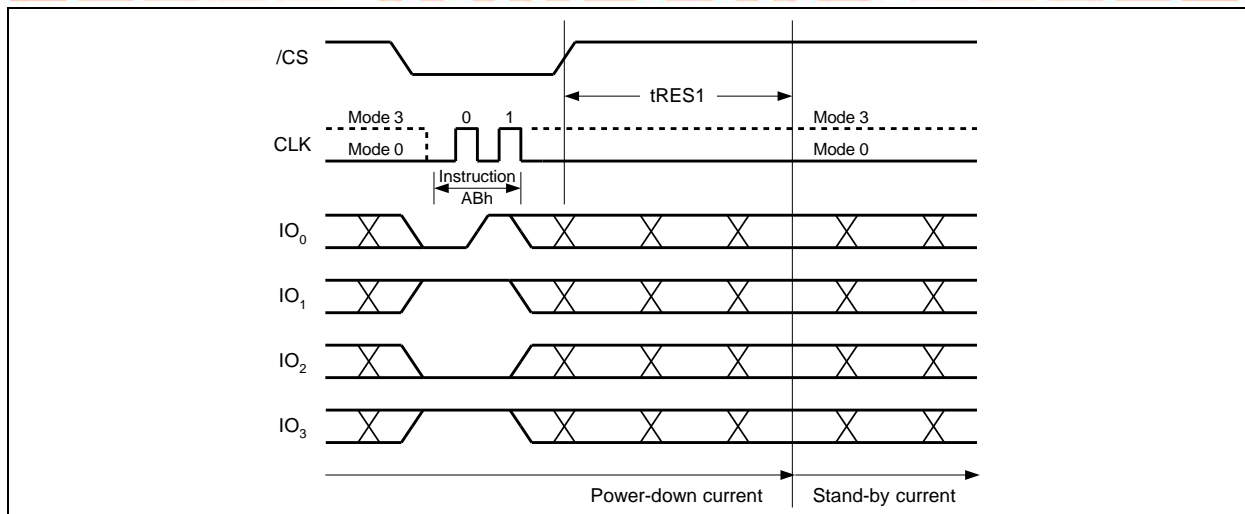 /CS
tRES1
Mode 3 0 1 Mode 3
CLK
Mode 0 Mode 0
Instruction
ABh
IO0
IO1
IO2
IO3
Power-down current Stand-by current